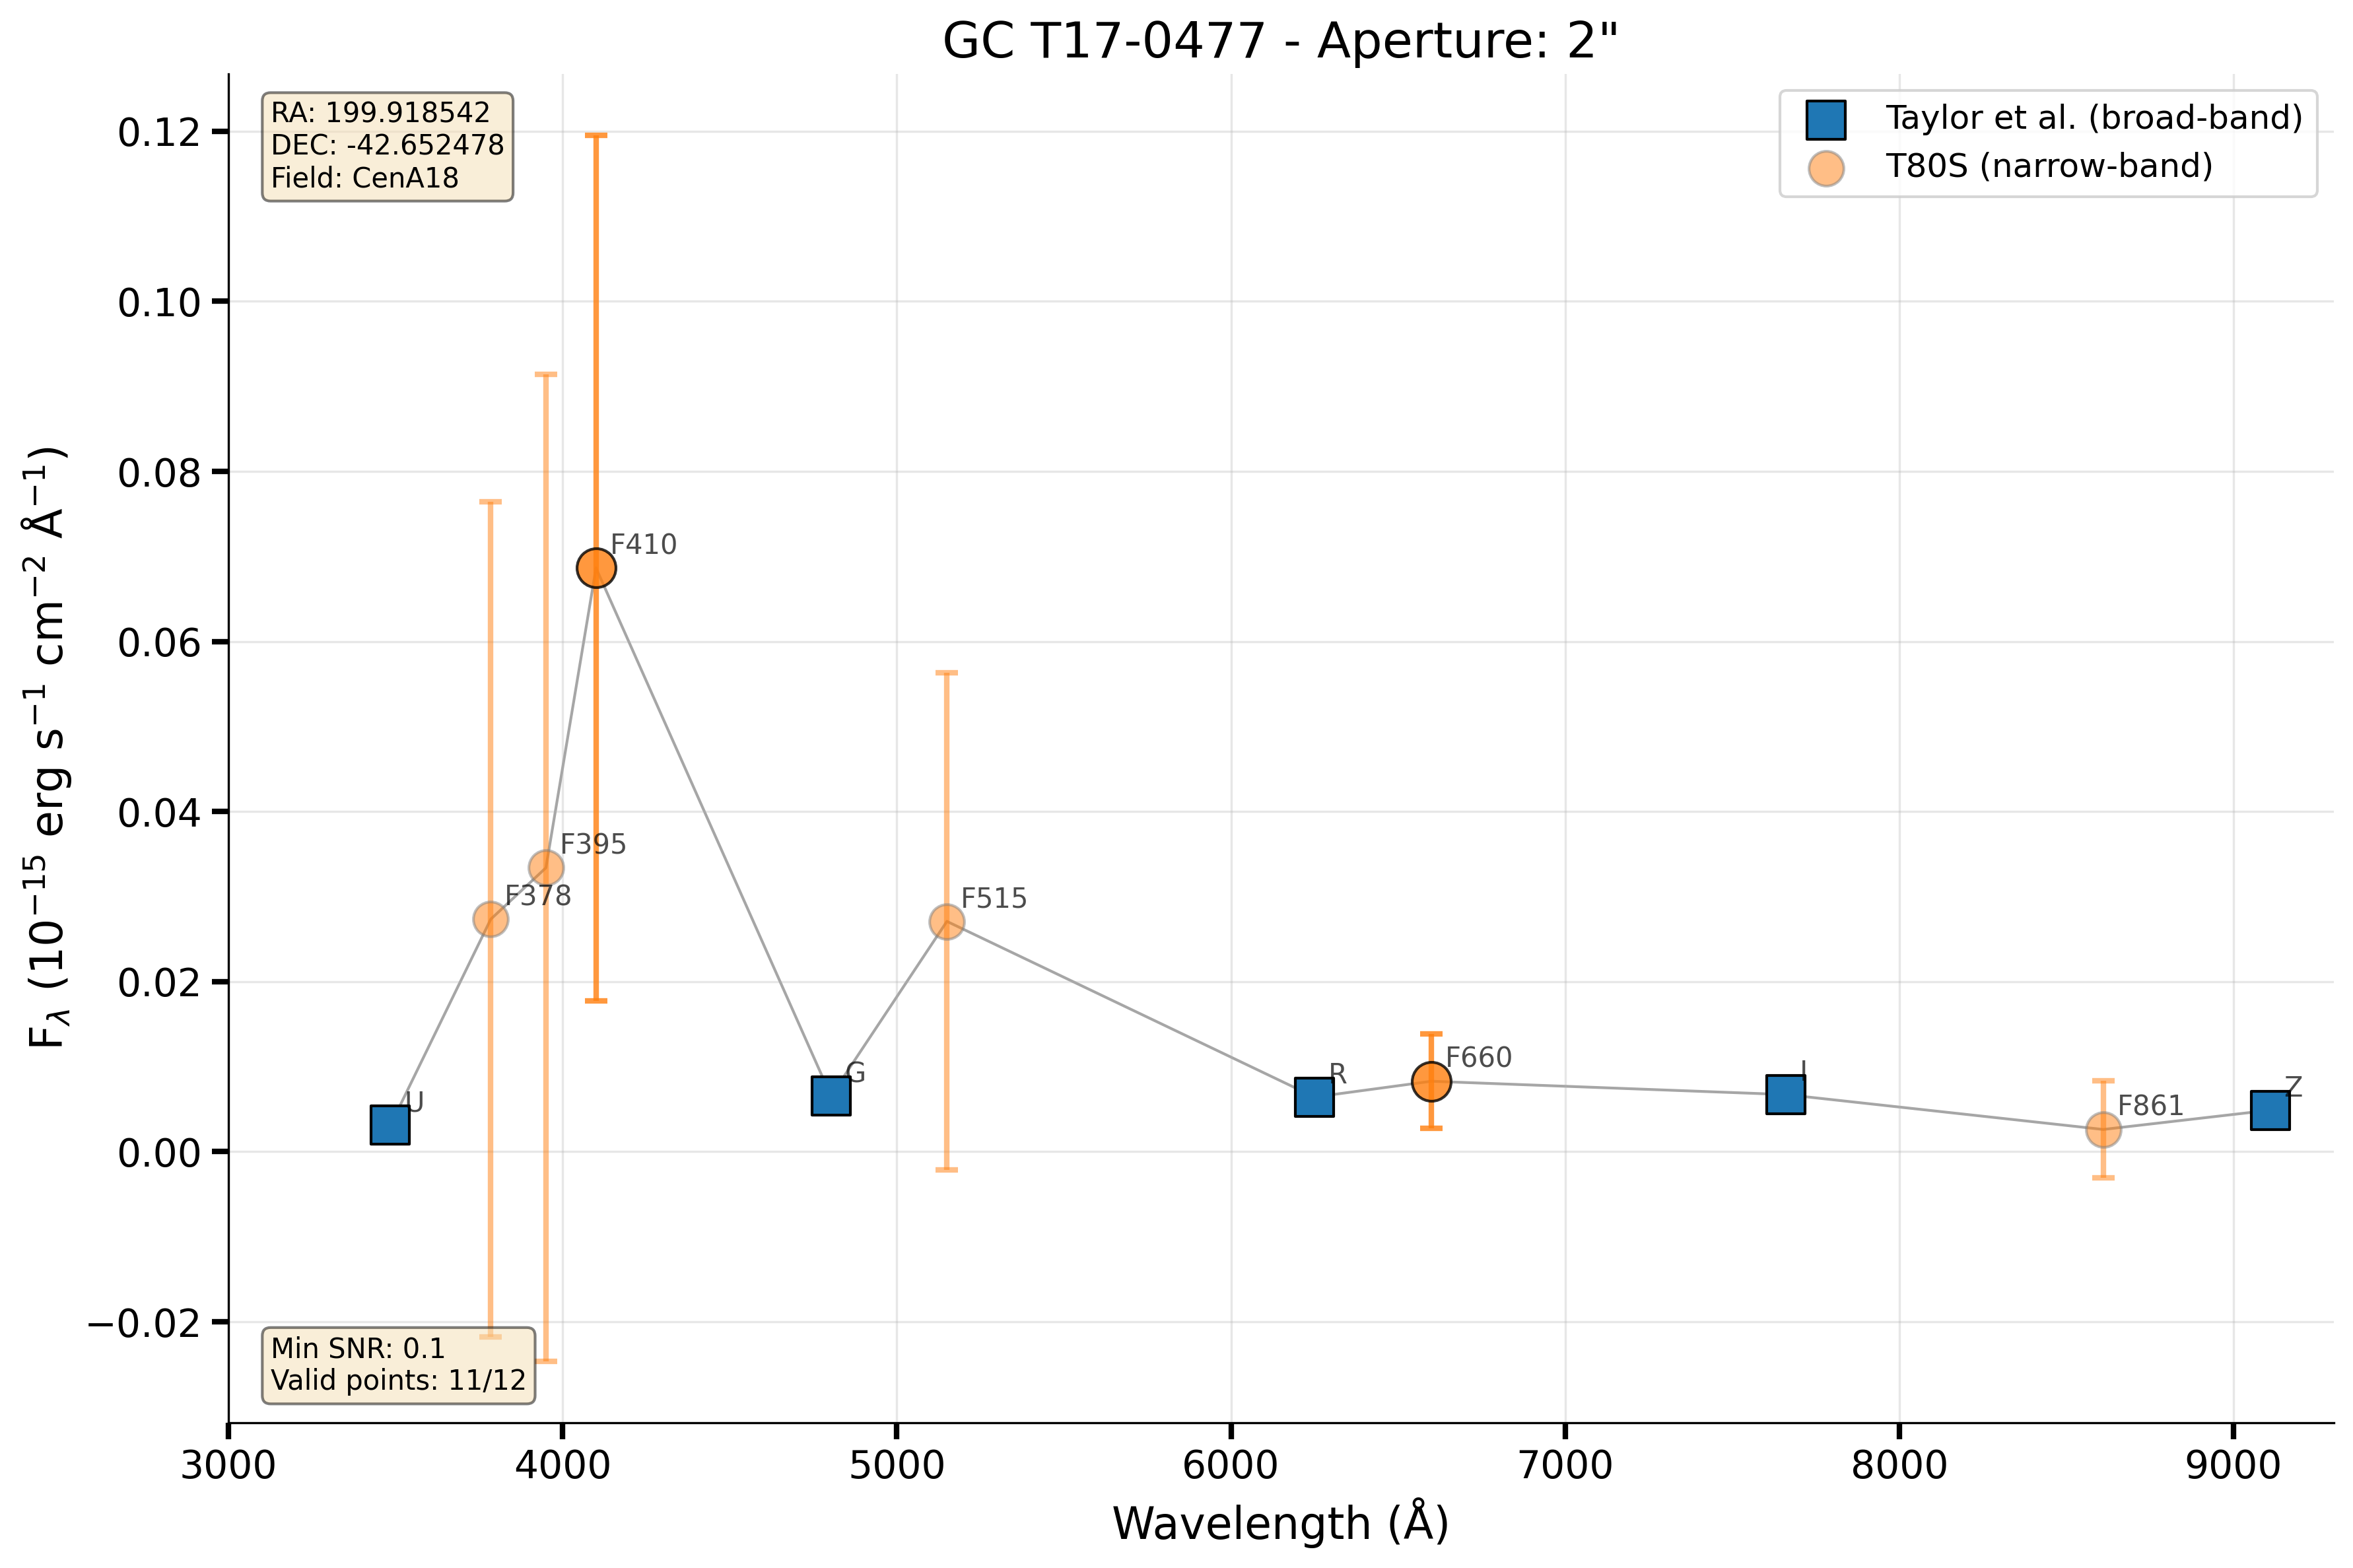 GC T17-0477 - Aperture: 2"
RA: 199.918542
DEC: -42.652478
Field: CenA18
Taylor et al. (broad-band)
T80S (narrow-band)
0.12
0.10
0.08
0.06
0.04
0.02
0.00
−0.02
F_λ (10⁻¹⁵ erg s⁻¹ cm⁻² Å⁻¹)
F410
F395
F378
F515
U
G
R
F660
I
F861
Z
Min SNR: 0.1
Valid points: 11/12
3000 4000 5000 6000 7000 8000 9000
Wavelength (Å)